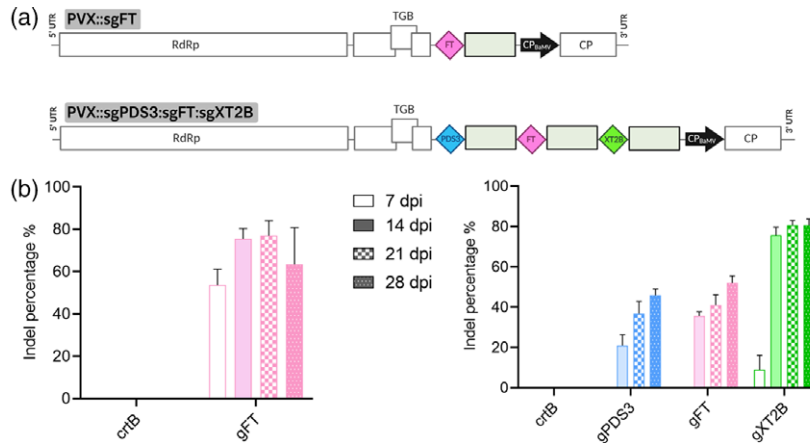 (a)
PVX::sgFT
5' UTR
RdRp
TGB
FT
CPBaMV
CP
3' UTR
PVX::sgPDS3:sgFT:sgXT2B
5' UTR
RdRp
TGB
PDS3
FT
XT2B
CPBaMV
CP
3' UTR
(b)
Indel percentage %
100
80
60
40
20
0
crtB
gFT
7 dpi
14 dpi
21 dpi
28 dpi
Indel percentage %
100
80
60
40
20
0
crtB
gPDS3
gFT
gXT2B